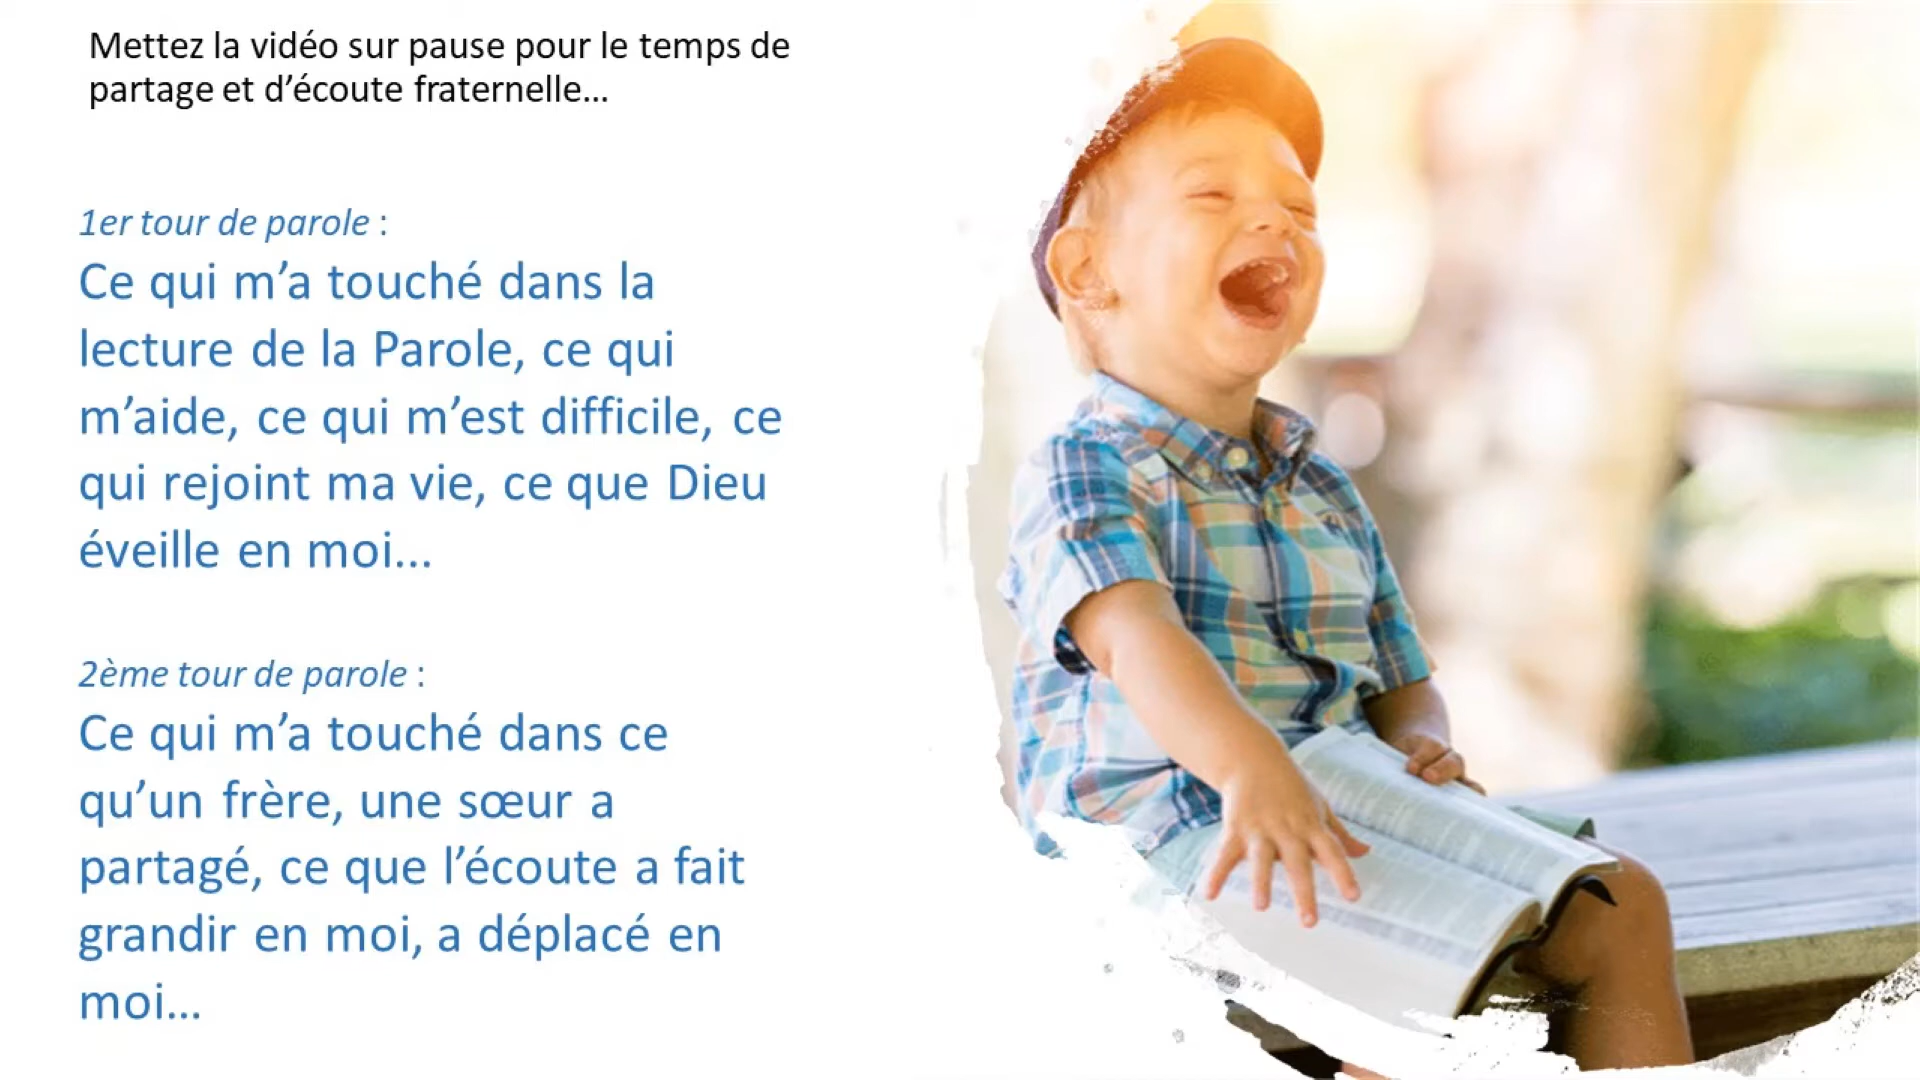 Mettez la vidéo sur pause pour le temps de
partage et d’écoute fraternelle…
1er tour de parole :
Ce qui m’a touché dans la
lecture de la Parole, ce qui
m’aide, ce qui m’est difficile, ce
qui rejoint ma vie, ce que Dieu
éveille en moi...
2ème tour de parole :
Ce qui m’a touché dans ce
qu’un frère, une sœur a
partagé, ce que l’écoute a fait
grandir en moi, a déplacé en
moi…